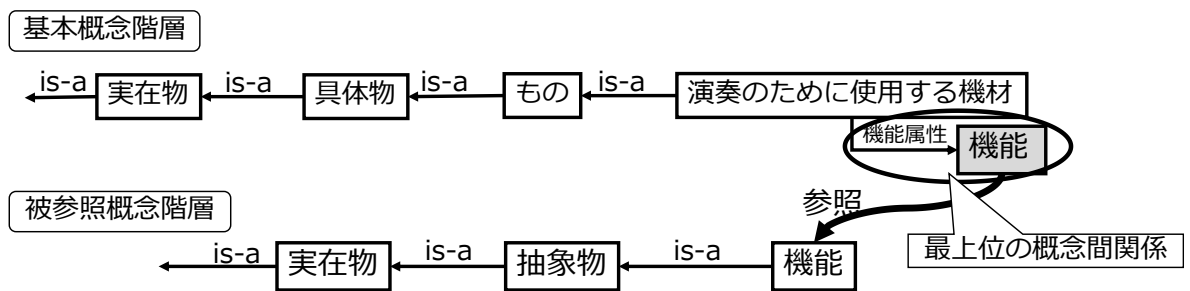 基本概念階層
is-a
実在物
is-a
具体物
is-a
もの
is-a
演奏のために使用する機材
機能属性
機能
被参照概念階層
参照
最上位の概念間関係
is-a
実在物
is-a
抽象物
is-a
機能